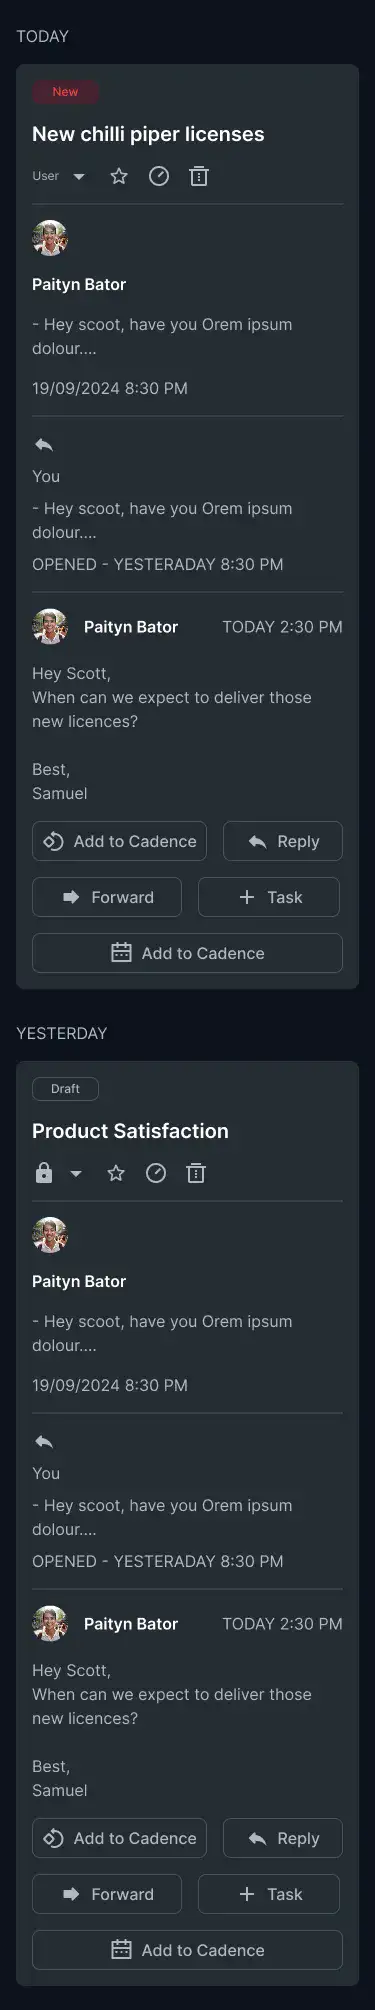 TODAY
New
New chilli piper licenses
User
Paityn Bator
- Hey scoot, have you Orem ipsum
dolour....
19/09/2024 8:30 PM
You
- Hey scoot, have you Orem ipsum
dolour....
OPENED - YESTERADAY 8:30 PM
Paityn Bator TODAY 2:30 PM
Hey Scott,
When can we expect to deliver those
new licences?
Best,
Samuel
Add to Cadence Reply
Forward Task
Add to Cadence
YESTERDAY
Draft
Product Satisfaction
Paityn Bator
- Hey scoot, have you Orem ipsum
dolour....
19/09/2024 8:30 PM
You
- Hey scoot, have you Orem ipsum
dolour....
OPENED - YESTERADAY 8:30 PM
Paityn Bator TODAY 2:30 PM
Hey Scott,
When can we expect to deliver those
new licences?
Best,
Samuel
Add to Cadence Reply
Forward Task
Add to Cadence